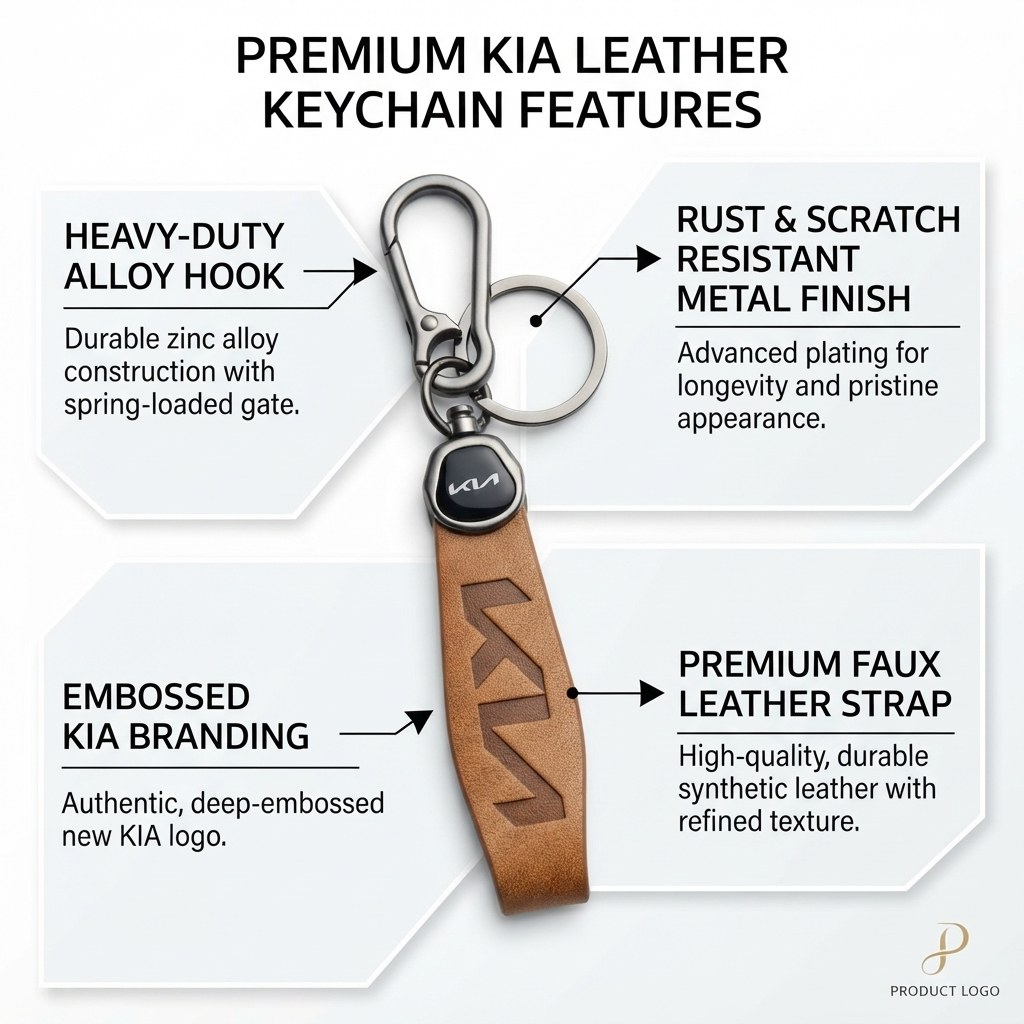 PREMIUM KIA LEATHER
KEYCHAIN FEATURES
HEAVY-DUTY
ALLOY HOOK
Durable zinc alloy
construction with
spring-loaded gate.
RUST & SCRATCH
RESISTANT
METAL FINISH
Advanced plating for
longevity and pristine
appearance.
KIA
KIA
EMBOSSED
KIA BRANDING
Authentic, deep-embossed
new KIA logo.
PREMIUM FAUX
LEATHER STRAP
High-quality, durable
synthetic leather with
refined texture.
P
PRODUCT LOGO